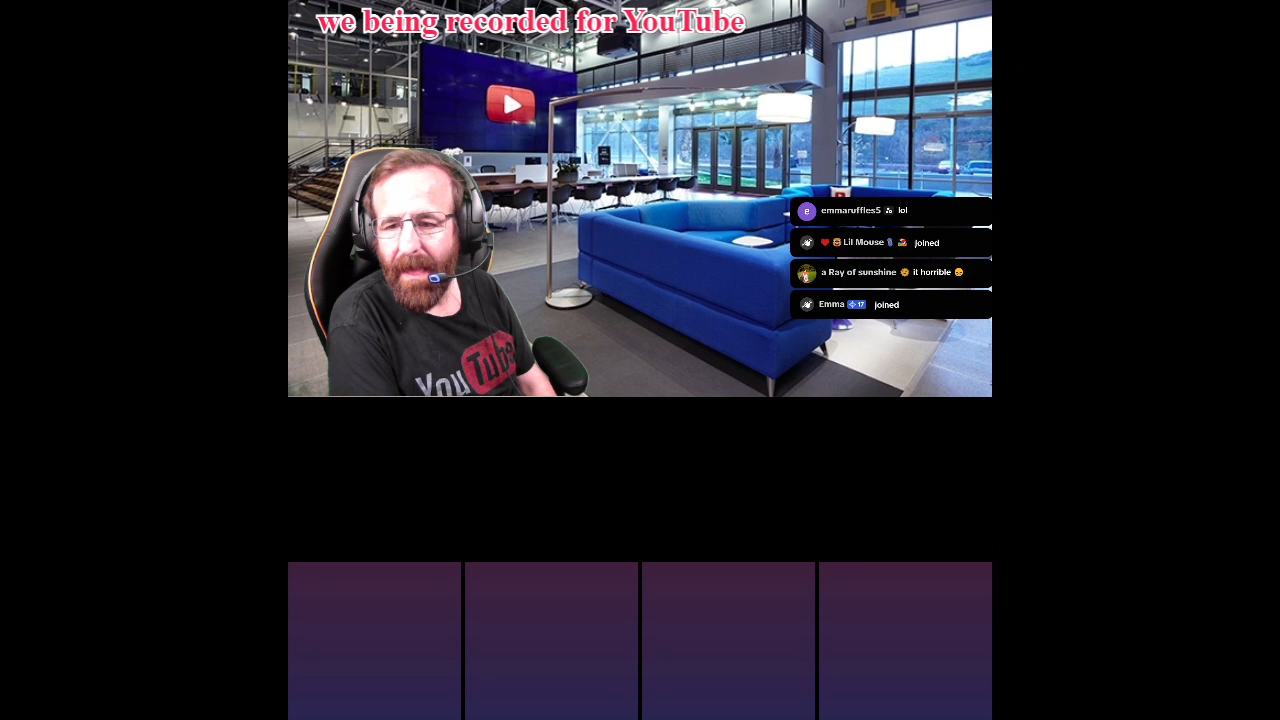 we being recorded for YouTube
emmaruffles5 lol
e
Lil Mouse joined
a Ray of sunshine it horrible
Emma 17 joined
YouTube